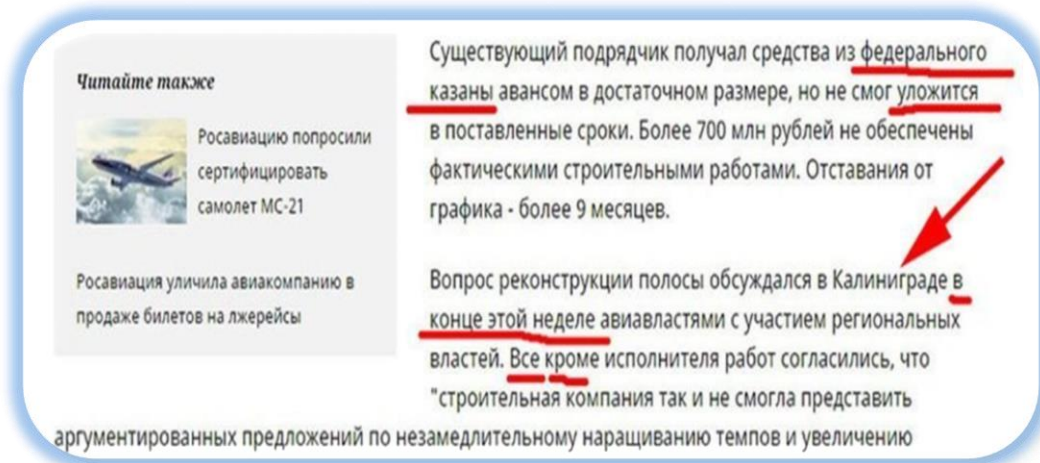 Читайте также
Росавиацию попросили
сертифицировать
самолет МС-21
Росавиация уличила авиакомпанию в
продаже билетов на лжерейсы
Существующий подрядчик получал средства из федерального
казаны авансом в достаточном размере, но не смог уложится
в поставленные сроки. Более 700 млн рублей не обеспечены
фактическими строительными работами. Отставания от
графика - более 9 месяцев.
Вопрос реконструкции полосы обсуждался в Калининграде в
конце этой неделе авиавластями с участием региональных
властей. Все кроме исполнителя работ согласились, что
"строительная компания так и не смогла представить
аргументированных предложений по незамедлительному наращиванию темпов и увеличению